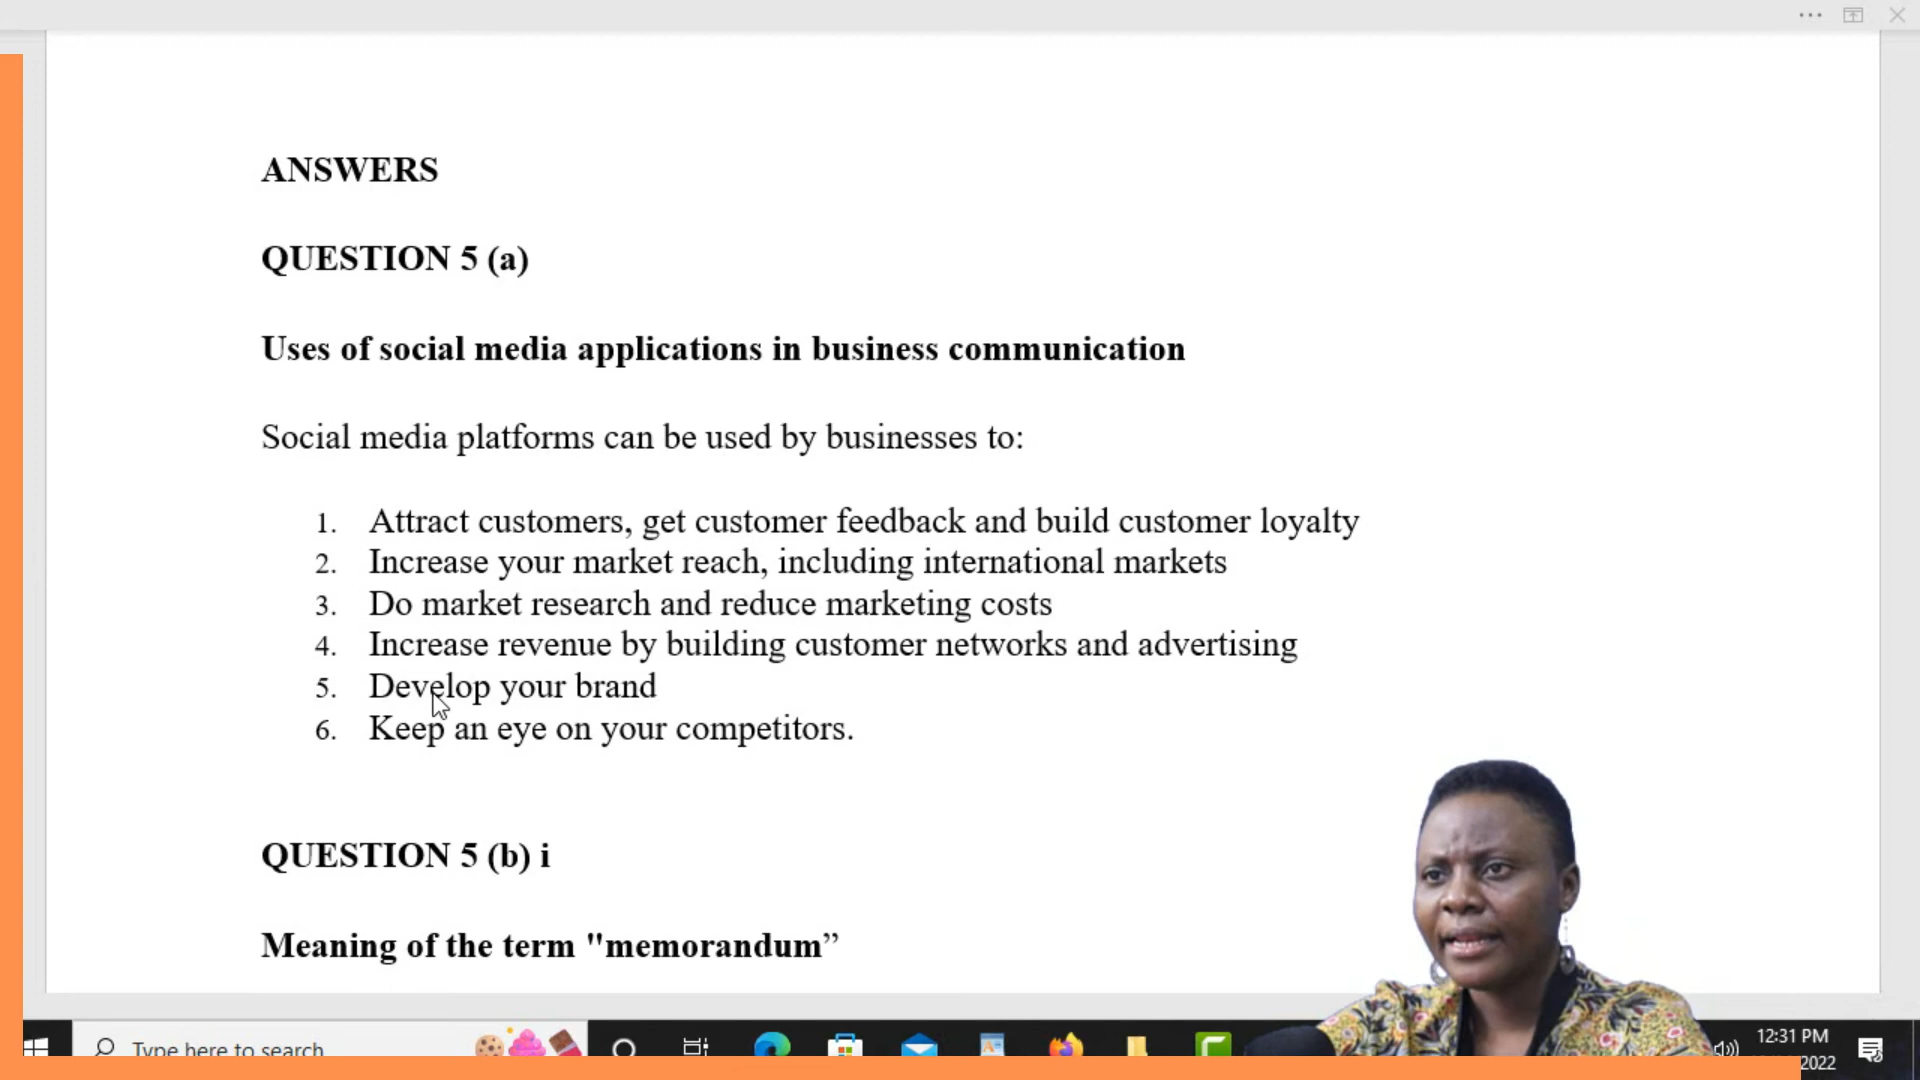 ANSWERS
QUESTION 5 (a)
Uses of social media applications in business communication
Social media platforms can be used by businesses to:
1. Attract customers, get customer feedback and build customer loyalty
2. Increase your market reach, including international markets
3. Do market research and reduce marketing costs
4. Increase revenue by building customer networks and advertising
5. Develop your brand
6. Keep an eye on your competitors.
QUESTION 5 (b) i
Meaning of the term "memorandum”
Type here to search
12:31 PM
2022